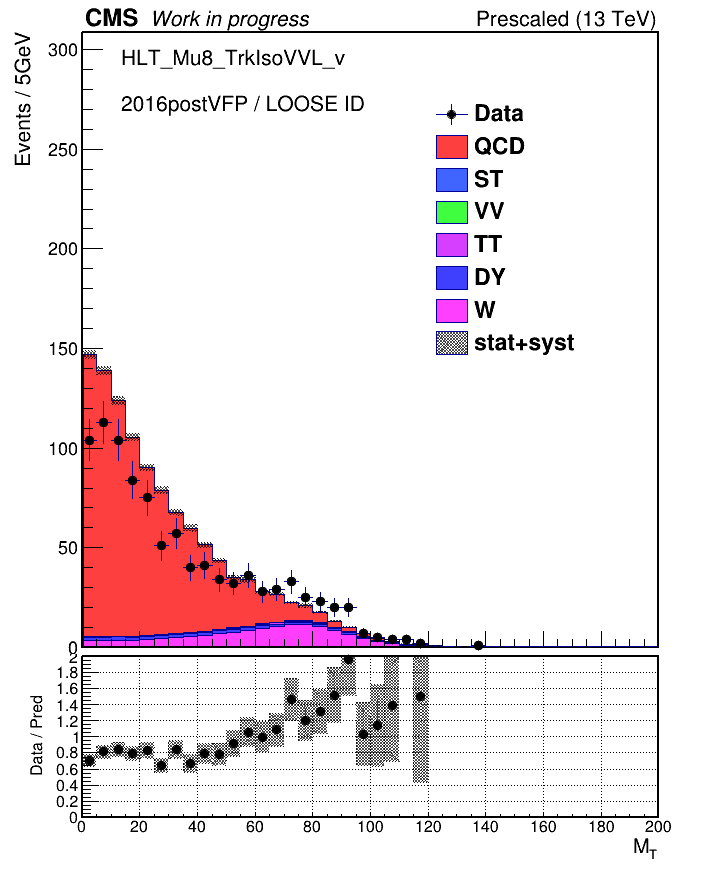 CMS Work in progress Prescaled (13 TeV)
Events / 5GeV
300
250
200
150
100
50
0
HLT_Mu8_TrkIsoVVL_v
2016postVFP / LOOSE ID
Data
QCD
ST
VV
TT
DY
W
stat+syst
Data / Pred
2
1.8
1.6
1.4
1.2
1
0.8
0.6
0.4
0.2
0
0 20 40 60 80 100 120 140 160 180 200
M_T